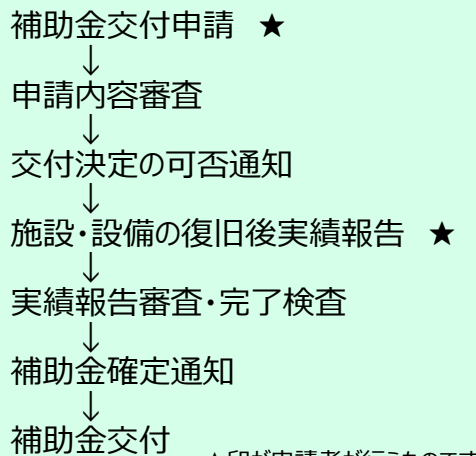 補助金交付申請 ★
↓
申請内容審査
↓
交付決定の可否通知
↓
施設・設備の復旧後実績報告 ★
↓
実績報告審査・完了検査
↓
補助金確定通知
↓
補助金交付